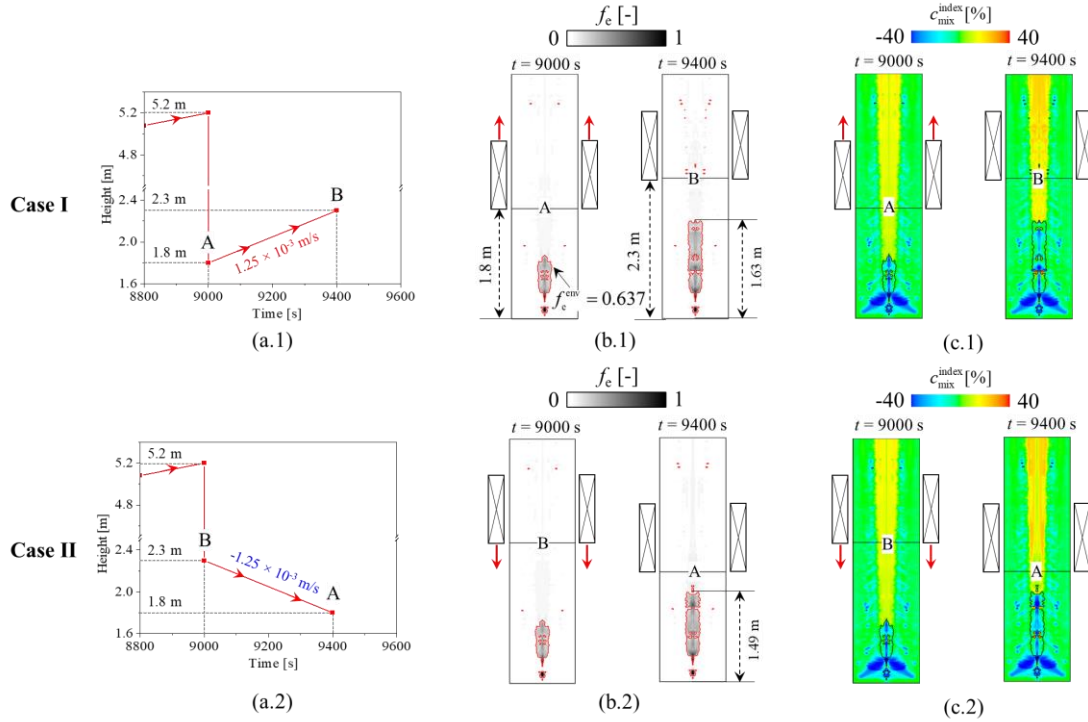 Case I
Height [m]
5.2
4.8
2.4
2.0
1.6
5.2 m
2.3 m
1.8 m
A
B
1.25 × 10⁻³ m/s
8800 9000 9200 9400 9600
Time [s]
(a.1)
fₑ [-]
0 1
t = 9000 s t = 9400 s
A
B
1.8 m
2.3 m
1.63 m
fₑᵉⁿᵛ = 0.637
(b.1)
c_mix^index [%]
-40 40
t = 9000 s t = 9400 s
A
B
(c.1)
Case II
Height [m]
5.2
4.8
2.4
2.0
1.6
5.2 m
2.3 m
1.8 m
B
A
-1.25 × 10⁻³ m/s
8800 9000 9200 9400 9600
Time [s]
(a.2)
fₑ [-]
0 1
t = 9000 s t = 9400 s
B
A
1.49 m
(b.2)
c_mix^index [%]
-40 40
t = 9000 s t = 9400 s
B
A
(c.2)